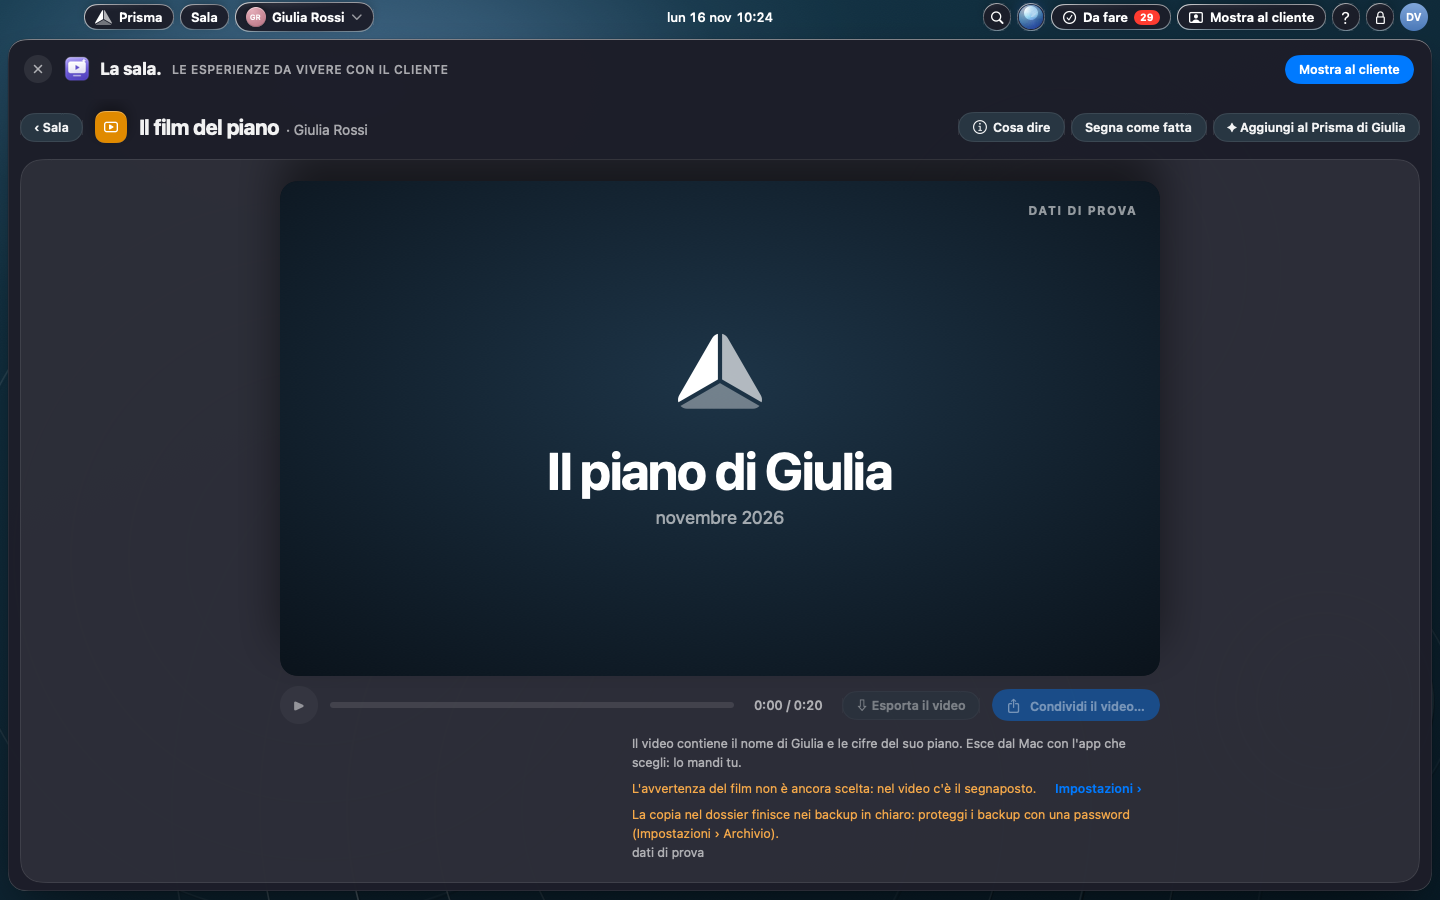 Prisma
Sala
GR Giulia Rossi
lun 16 nov 10:24
Da fare 29
Mostra al cliente
?
DV
La sala. LE ESPERIENZE DA VIVERE CON IL CLIENTE
Mostra al cliente
‹ Sala
Il film del piano · Giulia Rossi
Cosa dire
Segna come fatta
Aggiungi al Prisma di Giulia
DATI DI PROVA
Il piano di Giulia
novembre 2026
0:00 / 0:20
Esporta il video
Condividi il video...
Il video contiene il nome di Giulia e le cifre del suo piano. Esce dal Mac con l'app che
scegli: lo mandi tu.
L'avvertenza del film non è ancora scelta: nel video c'è il segnaposto. Impostazioni ›
La copia nel dossier finisce nei backup in chiaro: proteggi i backup con una password
(Impostazioni › Archivio).
dati di prova